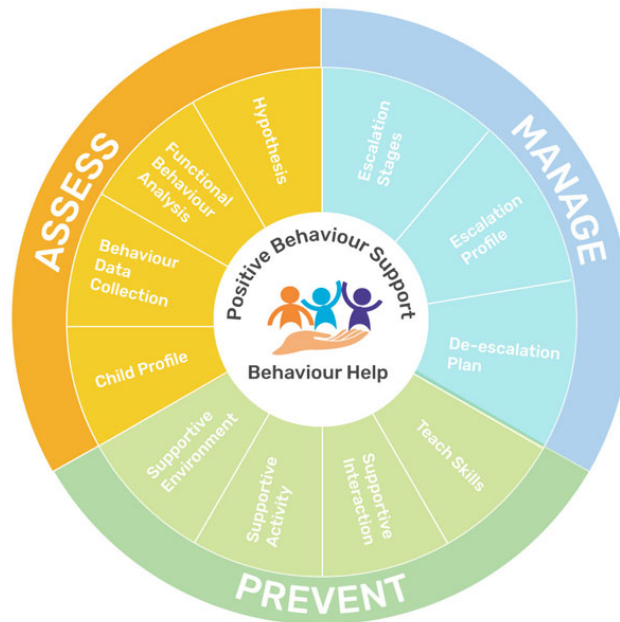 ASSESS
Child Profile
Behaviour
Data
Collection
Functional
Behaviour
Analysis
Hypothesis
MANAGE
Escalation
Stages
Escalation
Profile
De-escalation
Plan
PREVENT
Supportive
Environment
Supportive
Activity
Supportive
Interaction
Teach Skills
Positive Behaviour Support
Behaviour Help